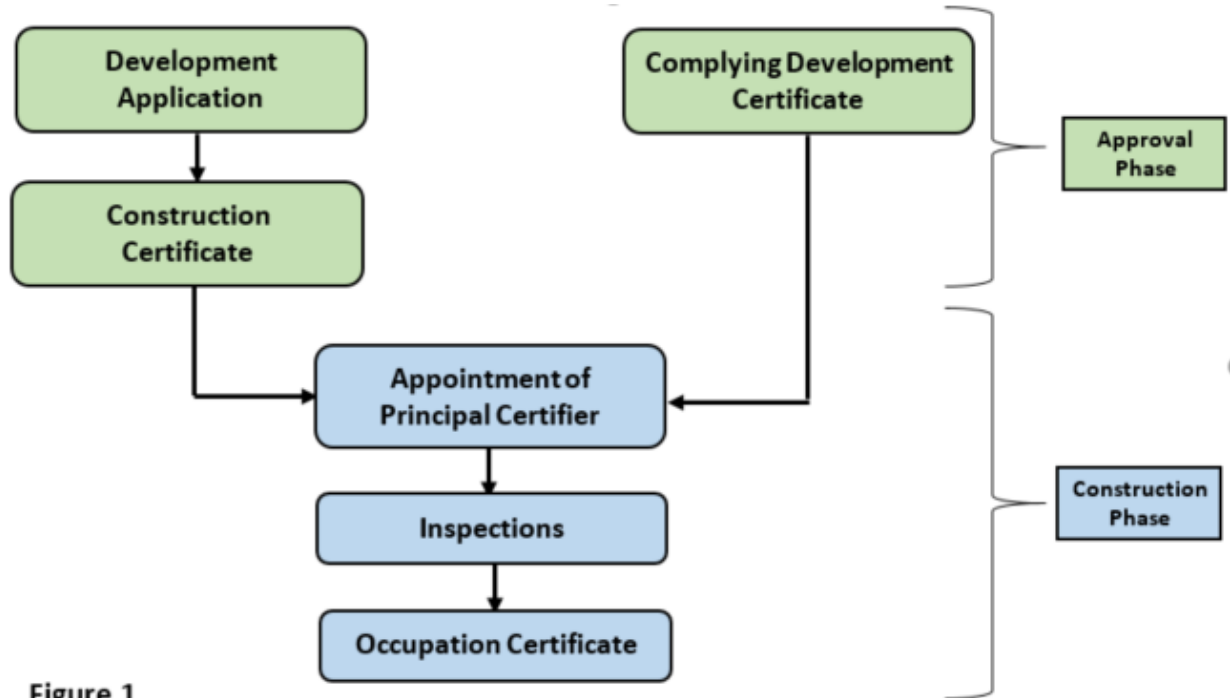 Development
Application
Complying Development
Certificate
Approval
Phase
Construction
Certificate
Appointment of
Principal Certifier
Construction
Phase
Inspections
Occupation Certificate
Figure 1